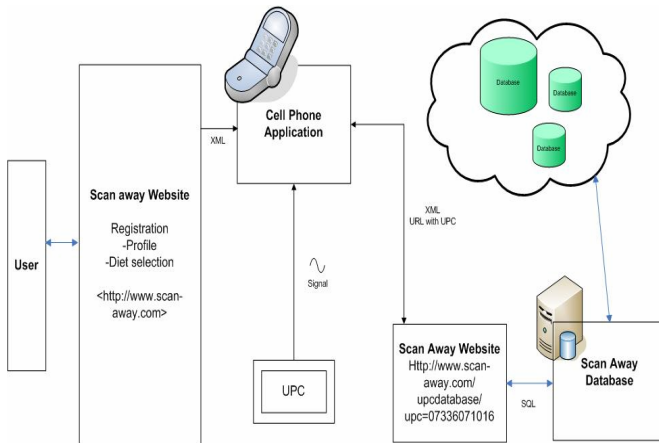 User
Scan away Website
Registration
-Profile
-Diet selection
<http://www.scan-
away.com>
XML
Cell Phone
Application
Signal
UPC
XML
URL with UPC
Scan Away Website
Http://www.scan-
away.com/
upcdatabase/
upc=07336071016
SQL
Scan Away
Database
Database
Database
Database